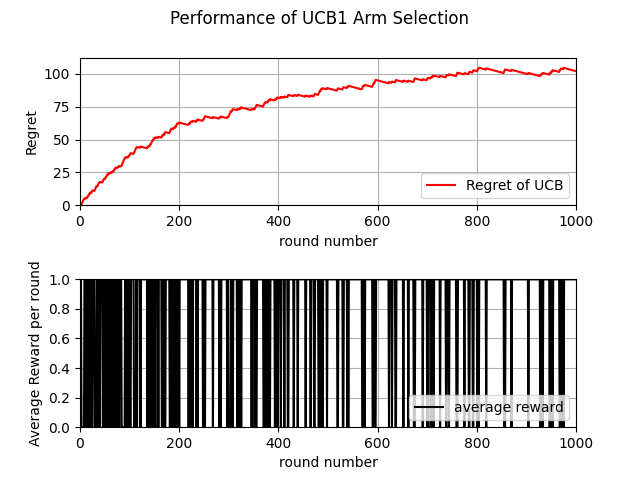 Performance of UCB1 Arm Selection
100
75
50
25
0
Regret
Regret of UCB
0 200 400 600 800 1000
round number
1.0
0.8
0.6
0.4
0.2
0.0
Average Reward per round
average reward
0 200 400 600 800 1000
round number